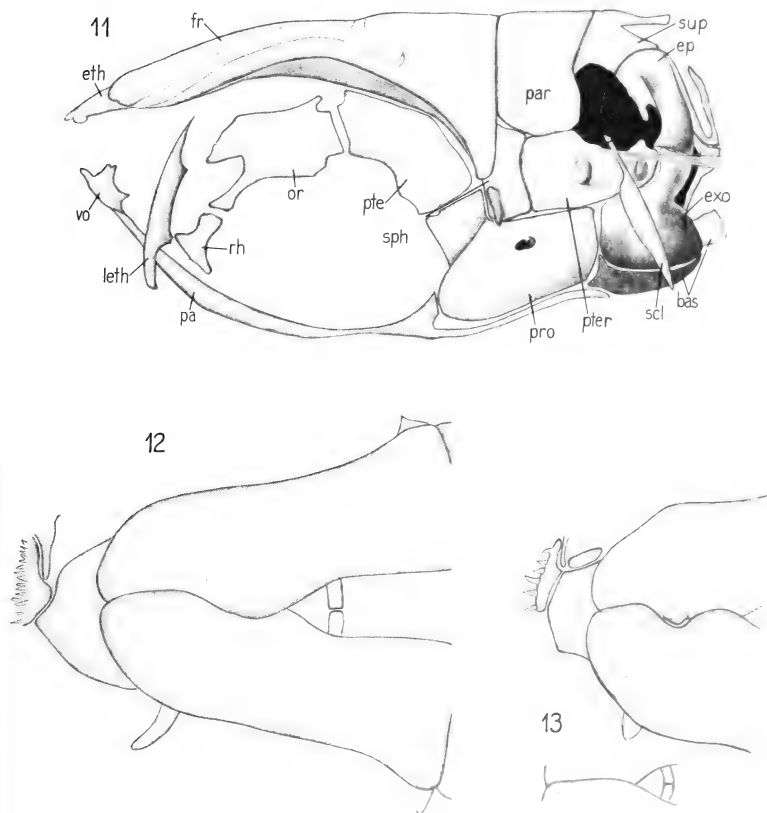 11
fr
eth
sup
ep
par
or
pte
sph
exo
vo
rh
leth
pa
scl
bas
pter
pro
12
13